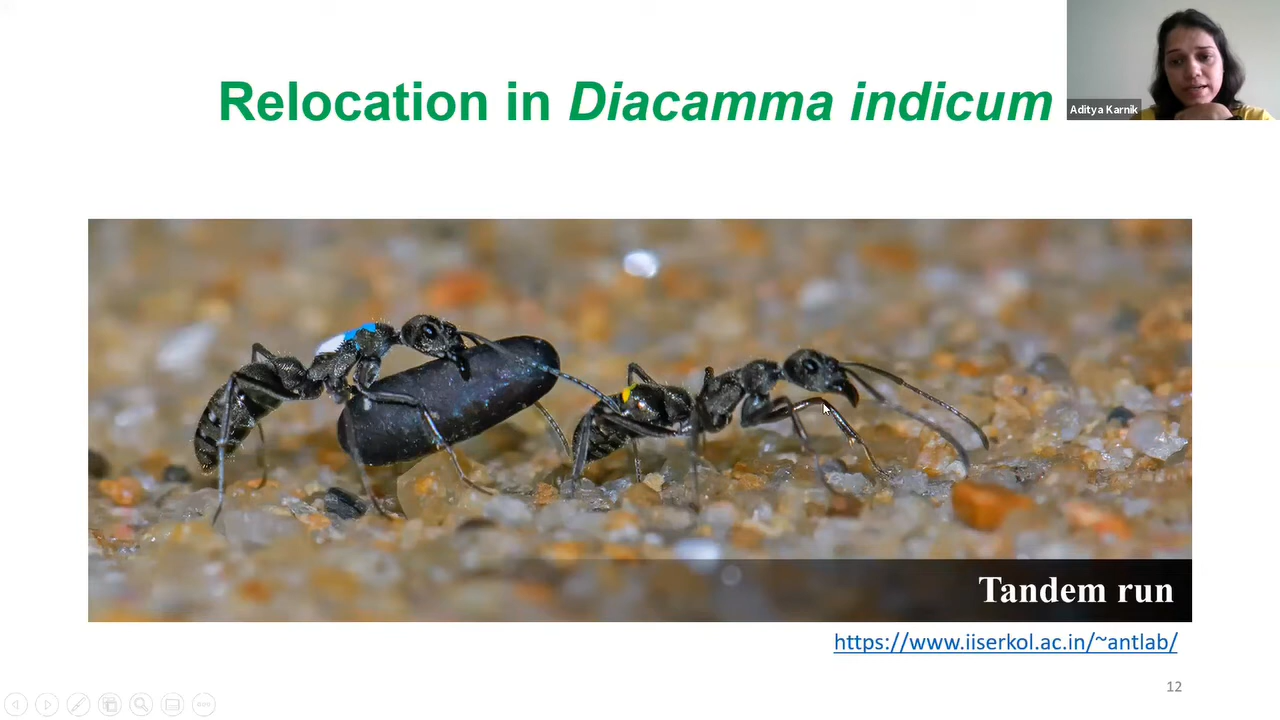 Relocation in Diacamma indicum
Aditya Karnik
Tandem run
https://www.iiserkol.ac.in/~antlab/
12